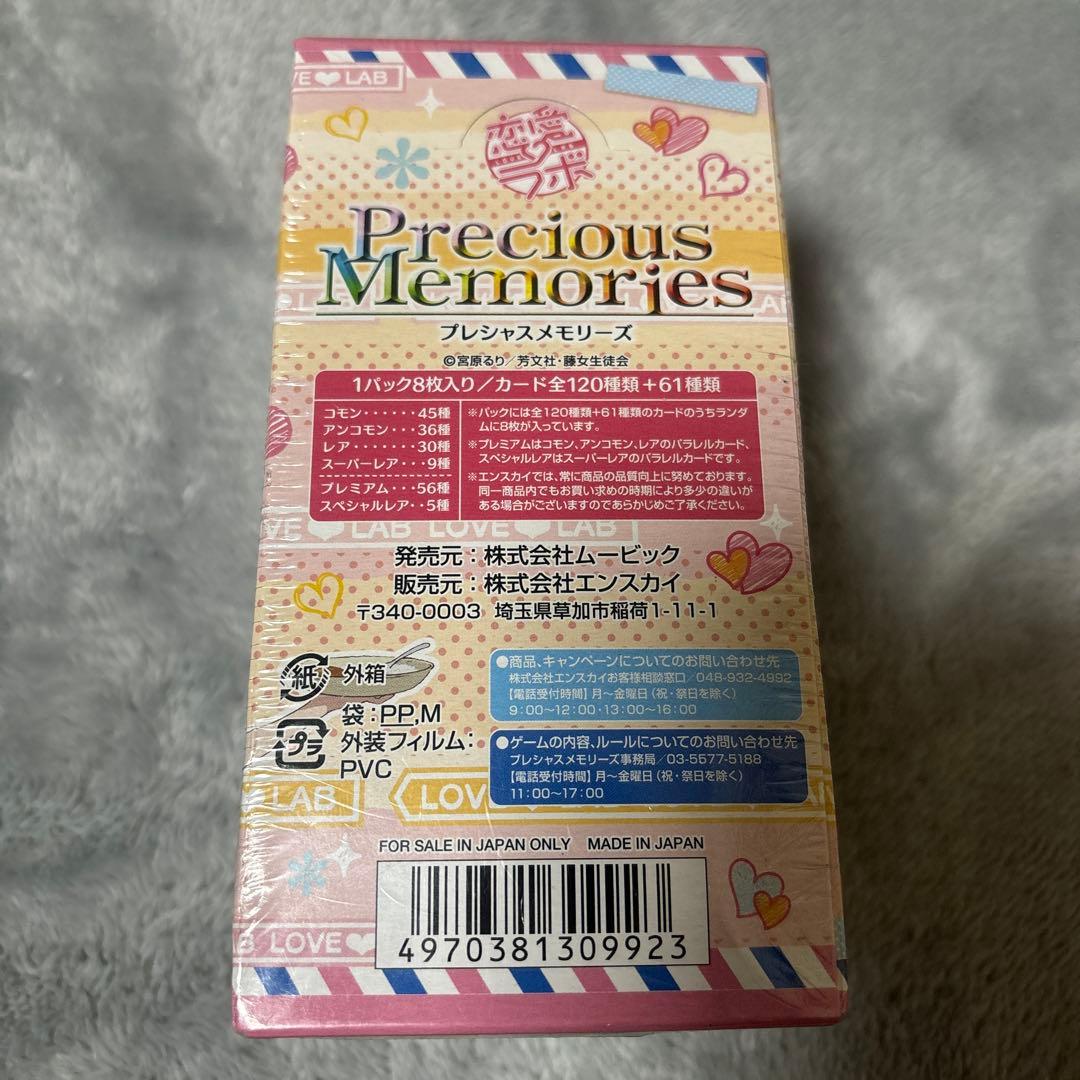 VE♥LAB
恋愛ラボ
LOVE LAB
Precious
Memories
プレシャスメモリーズ
©宮原るり／芳文社・藤女生徒会
1パック8枚入り／カード全120種類＋61種類
コモン・・・・・・45種
アンコモン・・・36種
レア・・・・・・・30種
スーパーレア・・・9種
プレミアム・・・56種
スペシャルレア・・5種
※パックには全120種類+61種類のカードのうちランダ
ムに8枚が入っています。
※プレミアムはコモン、アンコモン、レアのパラレルカード、
スペシャルレアはスーパーレアのパラレルカードです。
※エンスカイでは、常に商品の品質向上に努めております。
同一商品内でもお買い求めの時期により多少の違いが
ある場合がございますのであらかじめご了承ください。
VE♥LAB LOVE♥LAB
発売元：株式会社ムービック
販売元：株式会社エンスカイ
〒340-0003 埼玉県草加市稲荷1-11-1
紙 外箱
袋：PP,M
プラ 外装フィルム：
PVC
●商品、キャンペーンについてのお問い合わせ先
株式会社エンスカイお客様相談窓口／048-932-4992
【電話受付時間】月～金曜日（祝・祭日を除く）
9：00～12：00・13：00～16：00
●ゲームの内容、ルールについてのお問い合わせ先
プレシャスメモリーズ事務局／03-5577-5188
【電話受付時間】月～金曜日（祝・祭日を除く）
11：00～17：00
LAB LOV
FOR SALE IN JAPAN ONLY MADE IN JAPAN
4970381309923
B LOVE♥